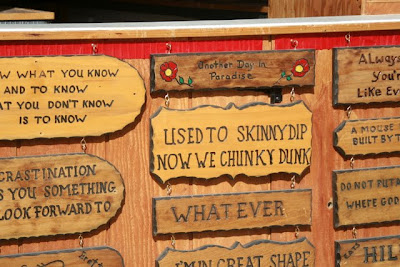 OW WHAT YOU KNOW
AND TO KNOW
AT YOU DON'T KNOW
IS TO KNOW
CRASTINATION
S YOU SOMETHING
LOOK FORWARD TO
Another Day In
Paradise
USED TO SKINNYDIP
NOW WE CHUNKY DUNK
WHATEVER
I'M IN GREAT SHAPE
ALWAYS
You're
Like Eve
A MOUSE
BUILT BY T
DO NOT PUT A
WHERE GOD